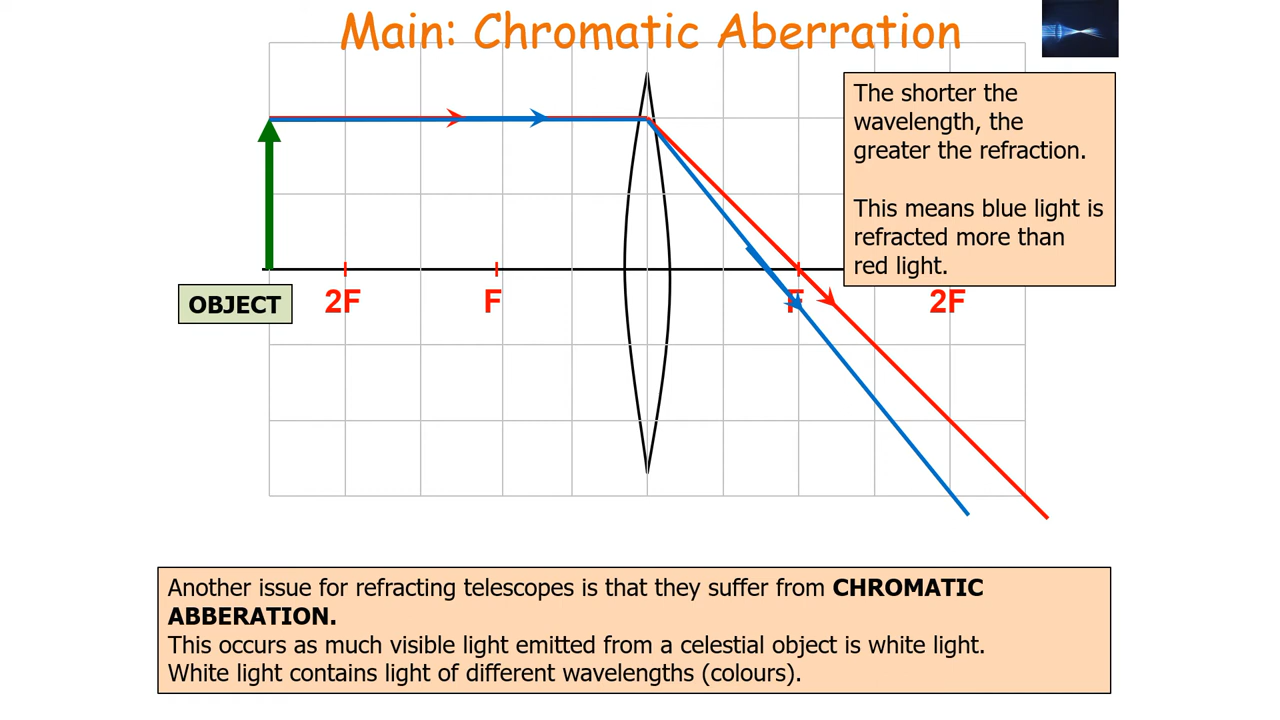 Main: Chromatic Aberration
The shorter the
wavelength, the
greater the refraction.
This means blue light is
refracted more than
red light.
OBJECT
2F
F
F
2F
Another issue for refracting telescopes is that they suffer from CHROMATIC
ABBERATION.
This occurs as much visible light emitted from a celestial object is white light.
White light contains light of different wavelengths (colours).